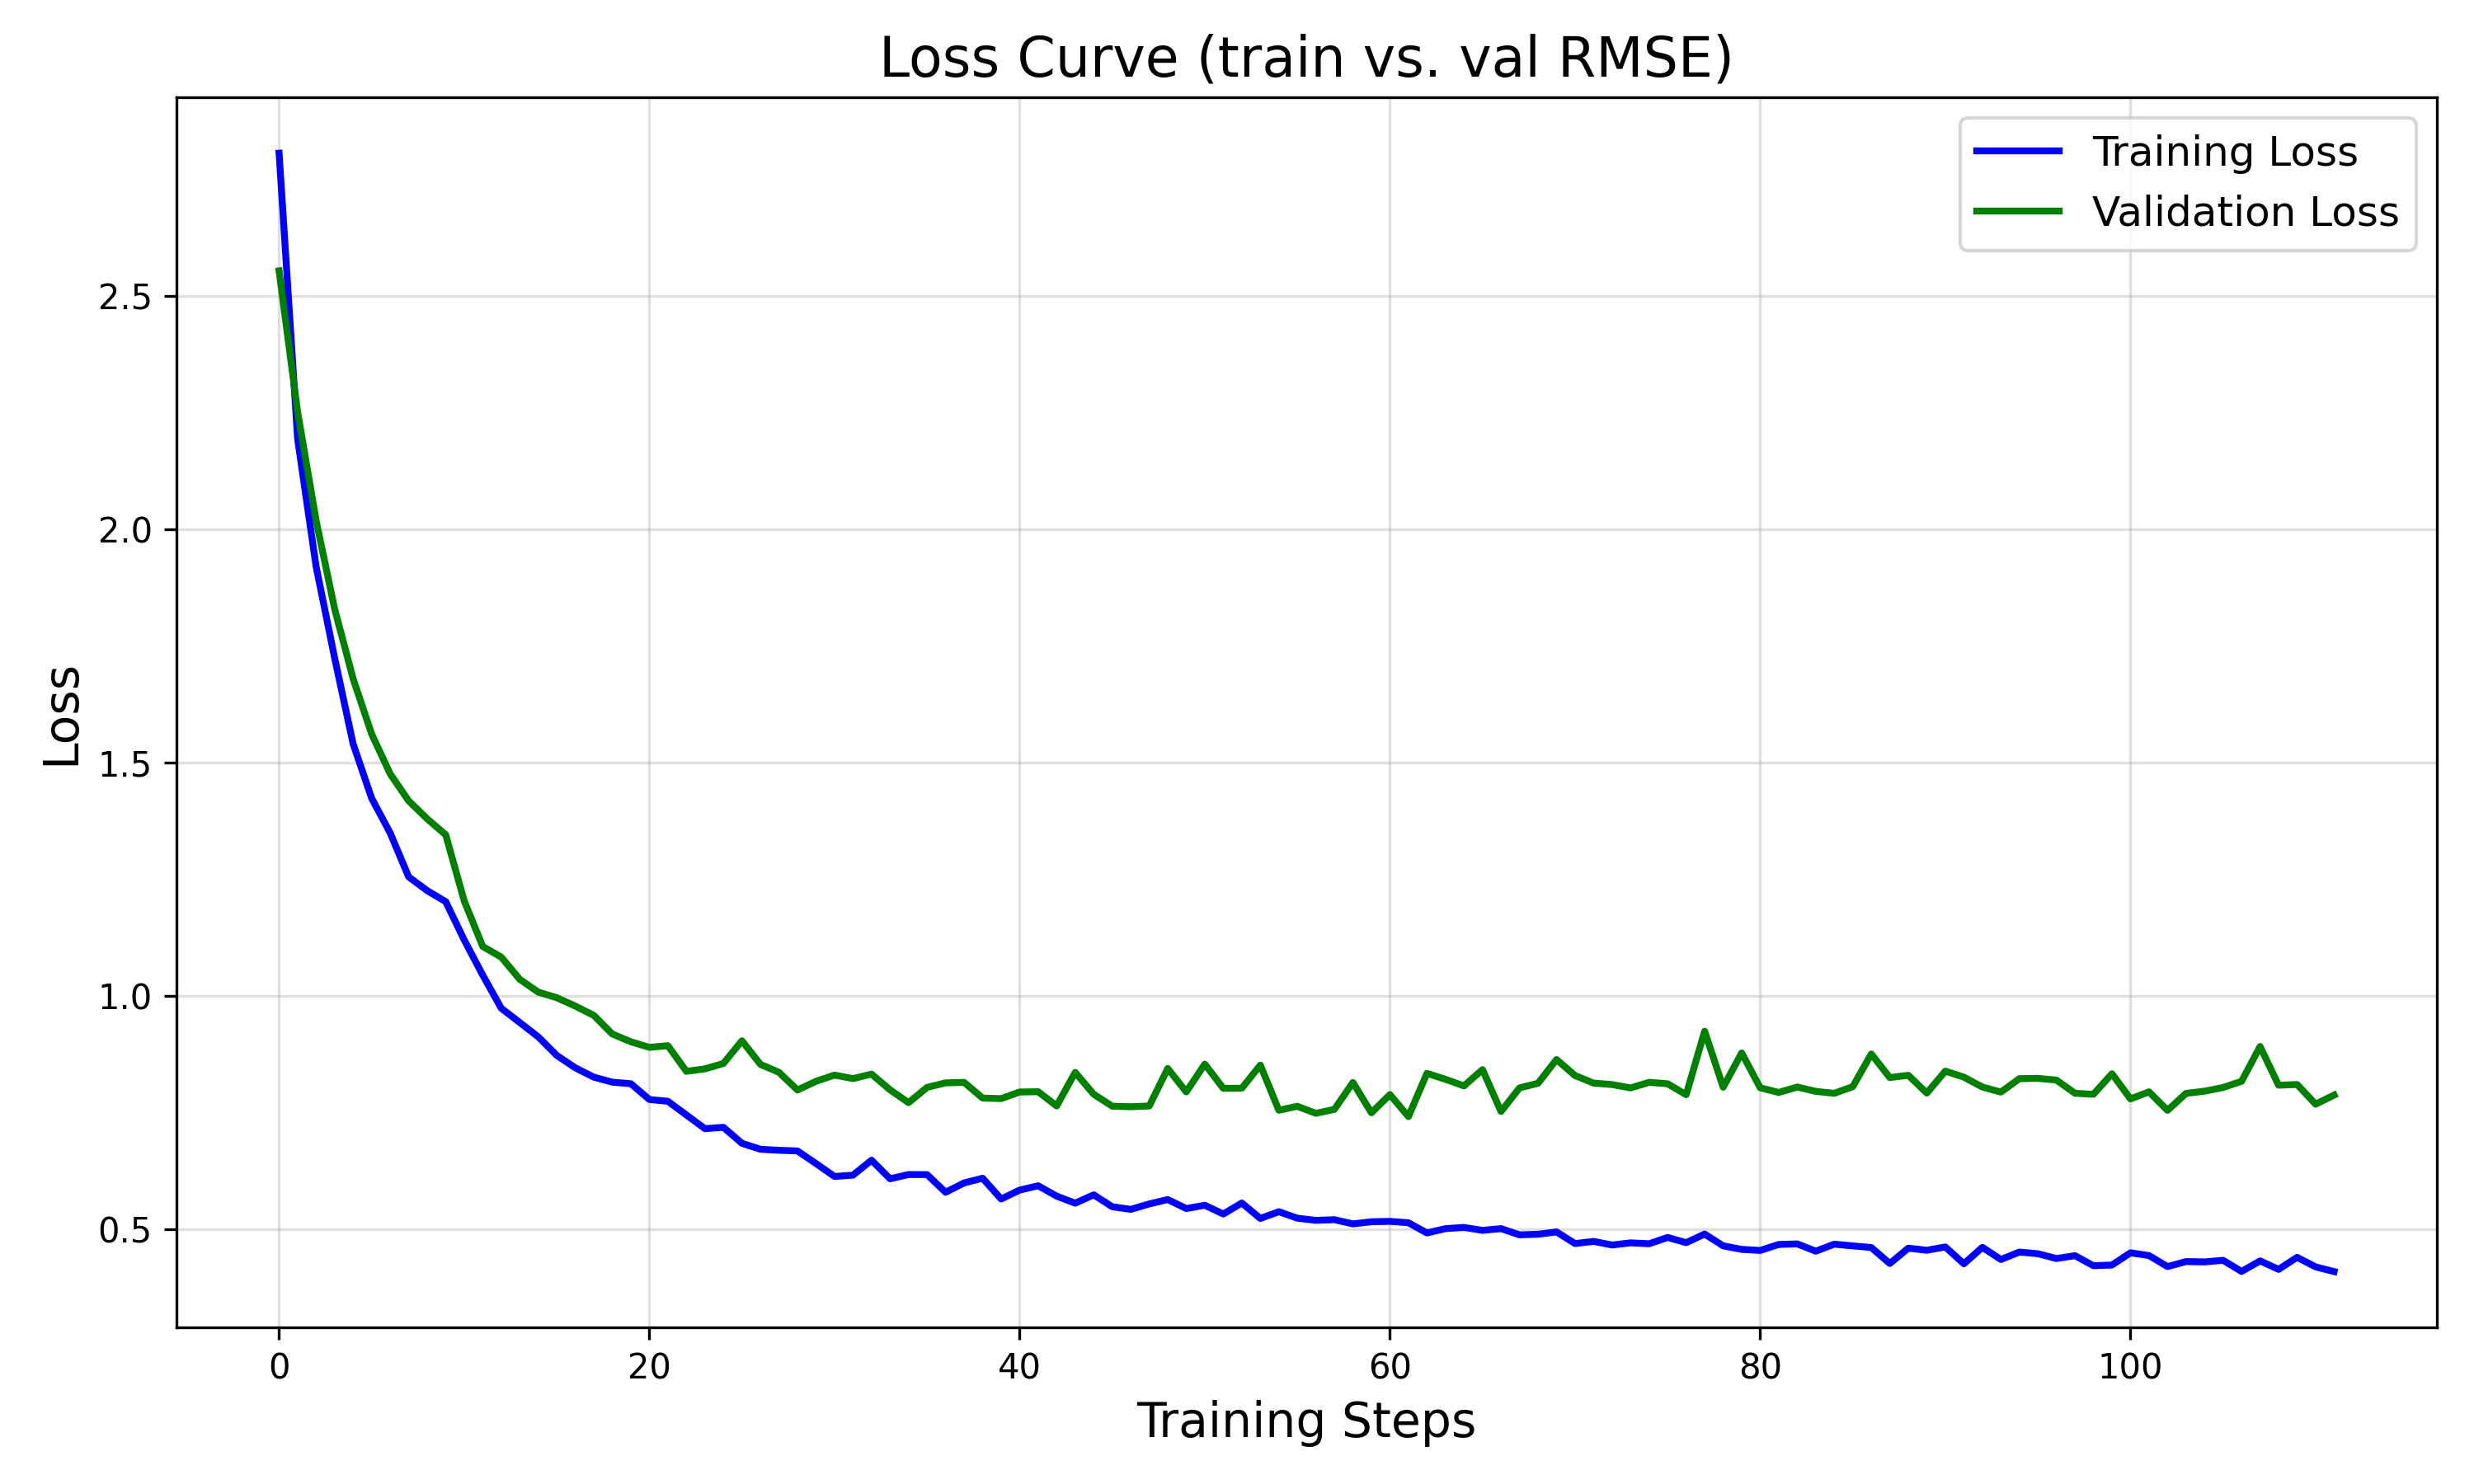 Loss Curve (train vs. val RMSE)
Training Loss
Validation Loss
2.5
2.0
1.5
1.0
0.5
Loss
0 20 40 60 80 100
Training Steps